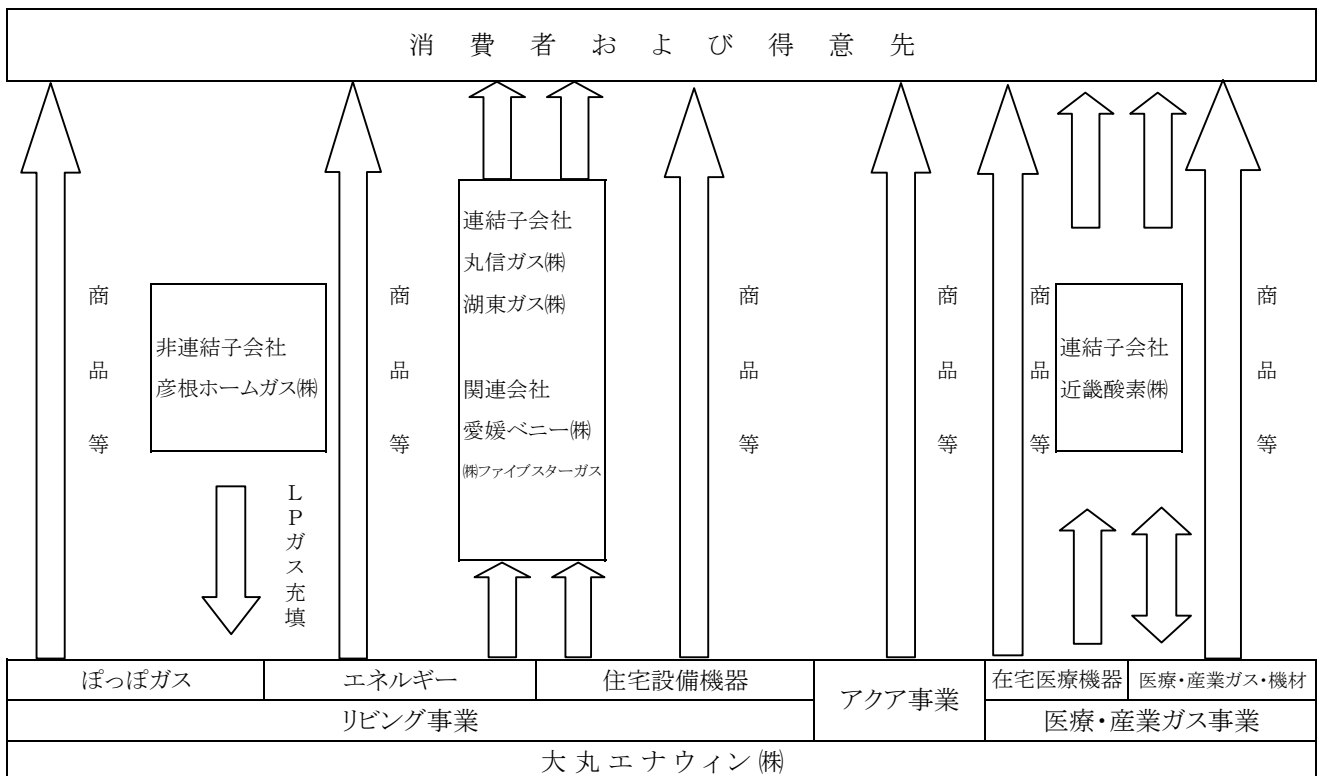 消費者および得意先
商品等
非連結子会社
彦根ホームガス㈱
LPガス充填
商品等
連結子会社
丸信ガス㈱
湖東ガス㈱
関連会社
愛媛ベニー㈱
㈱ファイブスターガス
商品等
商品等
商品等
連結子会社
近畿酸素㈱
商品等
ぽっぽガス
エネルギー
住宅設備機器
アクア事業
在宅医療機器
医療・産業ガス・機材
リビング事業
医療・産業ガス事業
大丸エナウィン㈱